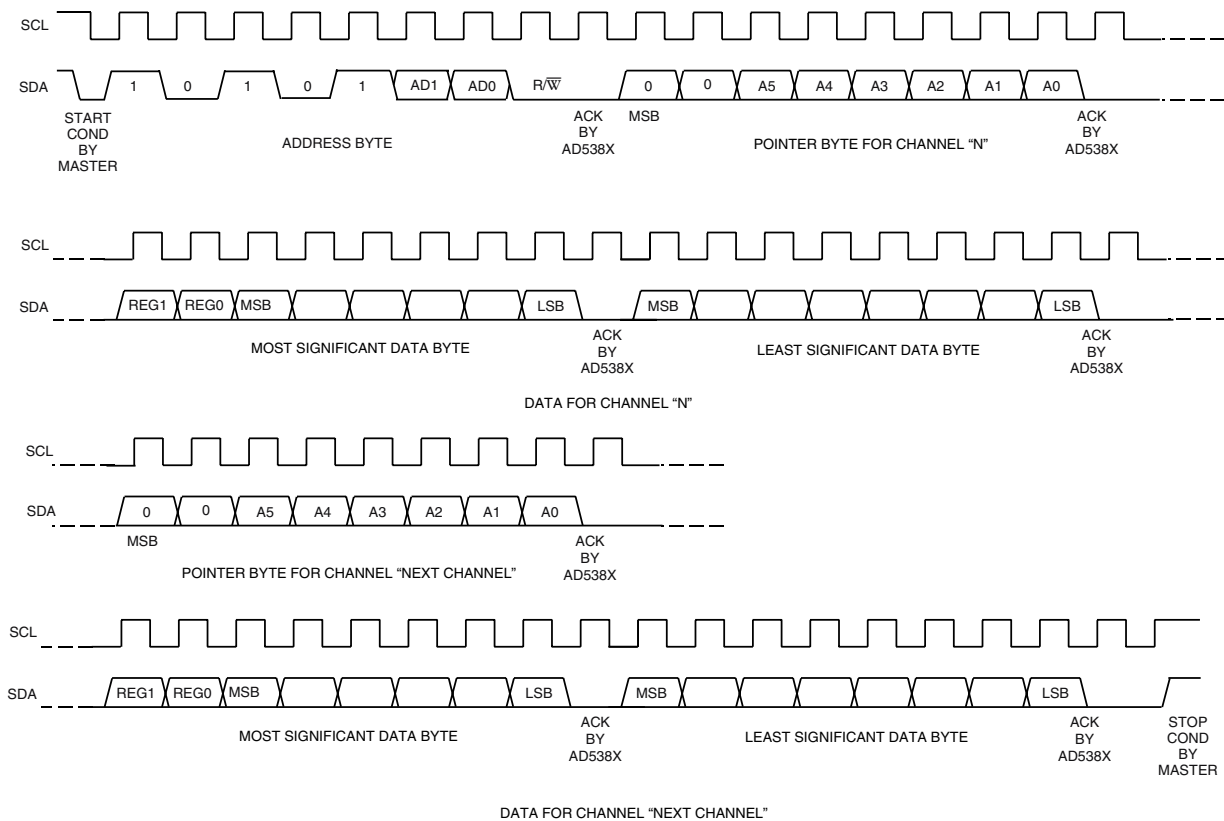 SCL
SDA 1 0 1 0 1 AD1 AD0 R/W̅ 0 0 A5 A4 A3 A2 A1 A0
START COND BY MASTER
ADDRESS BYTE
ACK BY AD538X
MSB
POINTER BYTE FOR CHANNEL “N”
ACK BY AD538X
SCL
SDA REG1 REG0 MSB LSB MSB LSB
MOST SIGNIFICANT DATA BYTE
ACK BY AD538X
LEAST SIGNIFICANT DATA BYTE
ACK BY AD538X
DATA FOR CHANNEL “N”
SCL
SDA 0 0 A5 A4 A3 A2 A1 A0
MSB
POINTER BYTE FOR CHANNEL “NEXT CHANNEL”
ACK BY AD538X
SCL
SDA REG1 REG0 MSB LSB MSB LSB
MOST SIGNIFICANT DATA BYTE
ACK BY AD538X
LEAST SIGNIFICANT DATA BYTE
ACK BY AD538X
STOP COND BY MASTER
DATA FOR CHANNEL “NEXT CHANNEL”